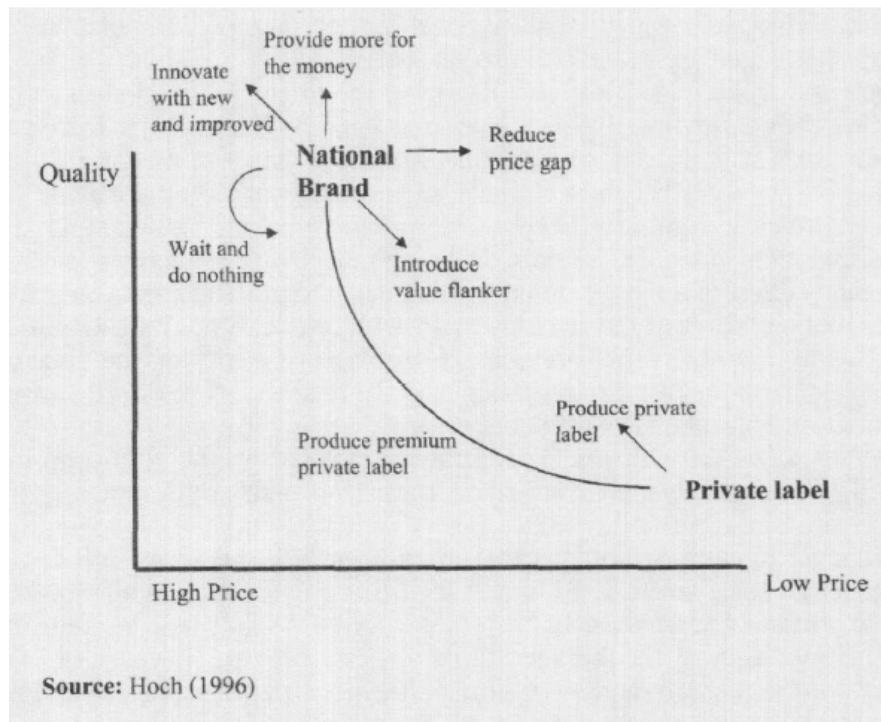 Provide more for
the money
Innovate
with new
and improved
National
Brand
Reduce
price gap
Quality
Wait and
do nothing
Introduce
value flanker
Produce private
label
Produce premium
private label
Private label
High Price
Low Price
Source: Hoch (1996)